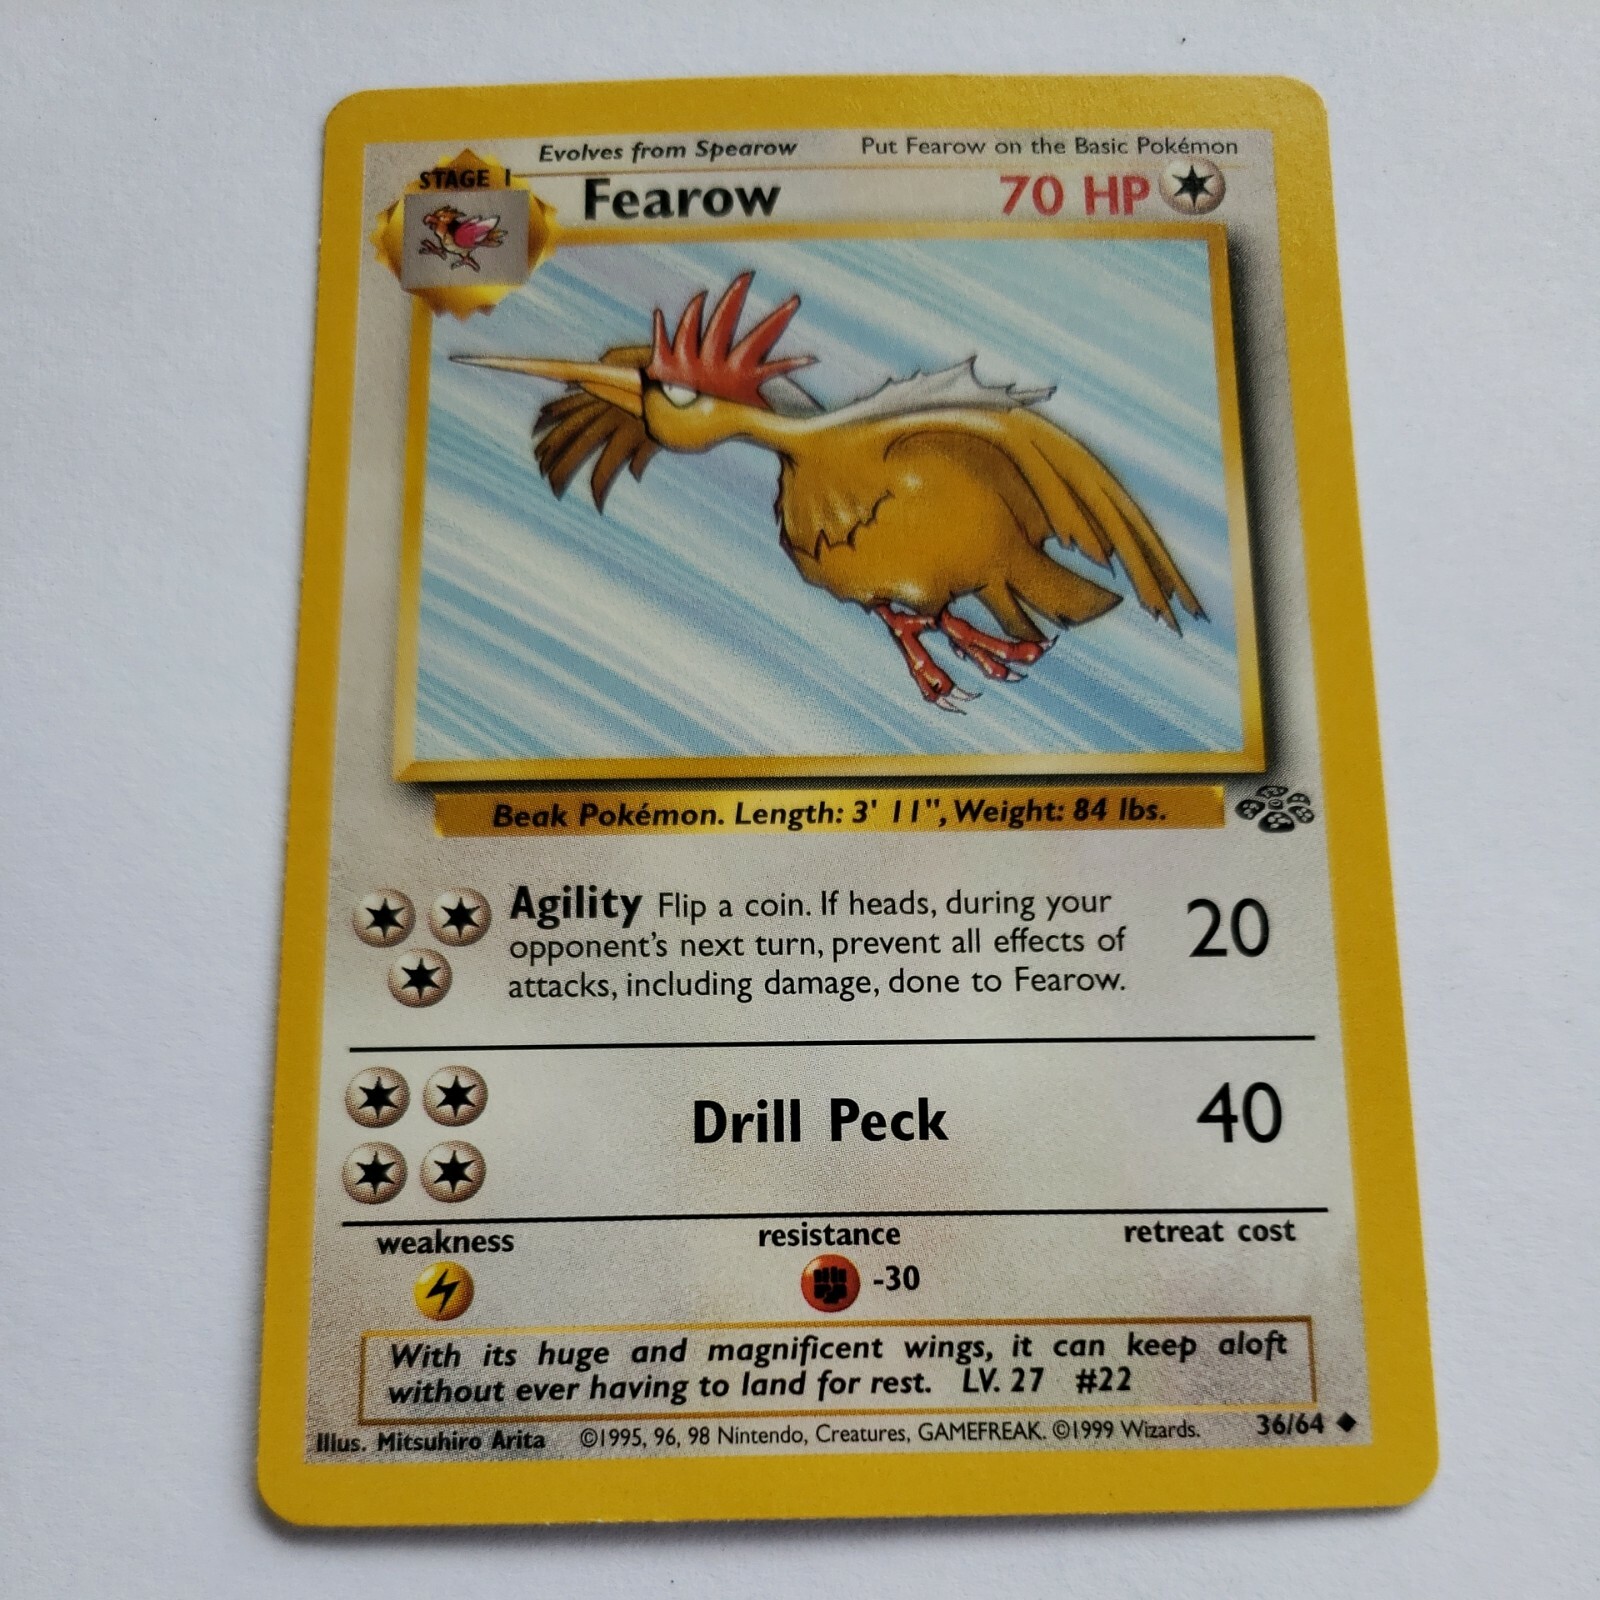 Evolves from Spearow Put Fearow on the Basic Pokémon
STAGE 1
Fearow 70 HP
Beak Pokémon. Length: 3' 11", Weight: 84 lbs.
Agility Flip a coin. If heads, during your
opponent's next turn, prevent all effects of
attacks, including damage, done to Fearow.
20
Drill Peck 40
weakness resistance retreat cost
-30
With its huge and magnificent wings, it can keep aloft
without ever having to land for rest. LV. 27 #22
Illus. Mitsuhiro Arita ©1995, 96, 98 Nintendo, Creatures, GAMEFREAK. ©1999 Wizards. 36/64